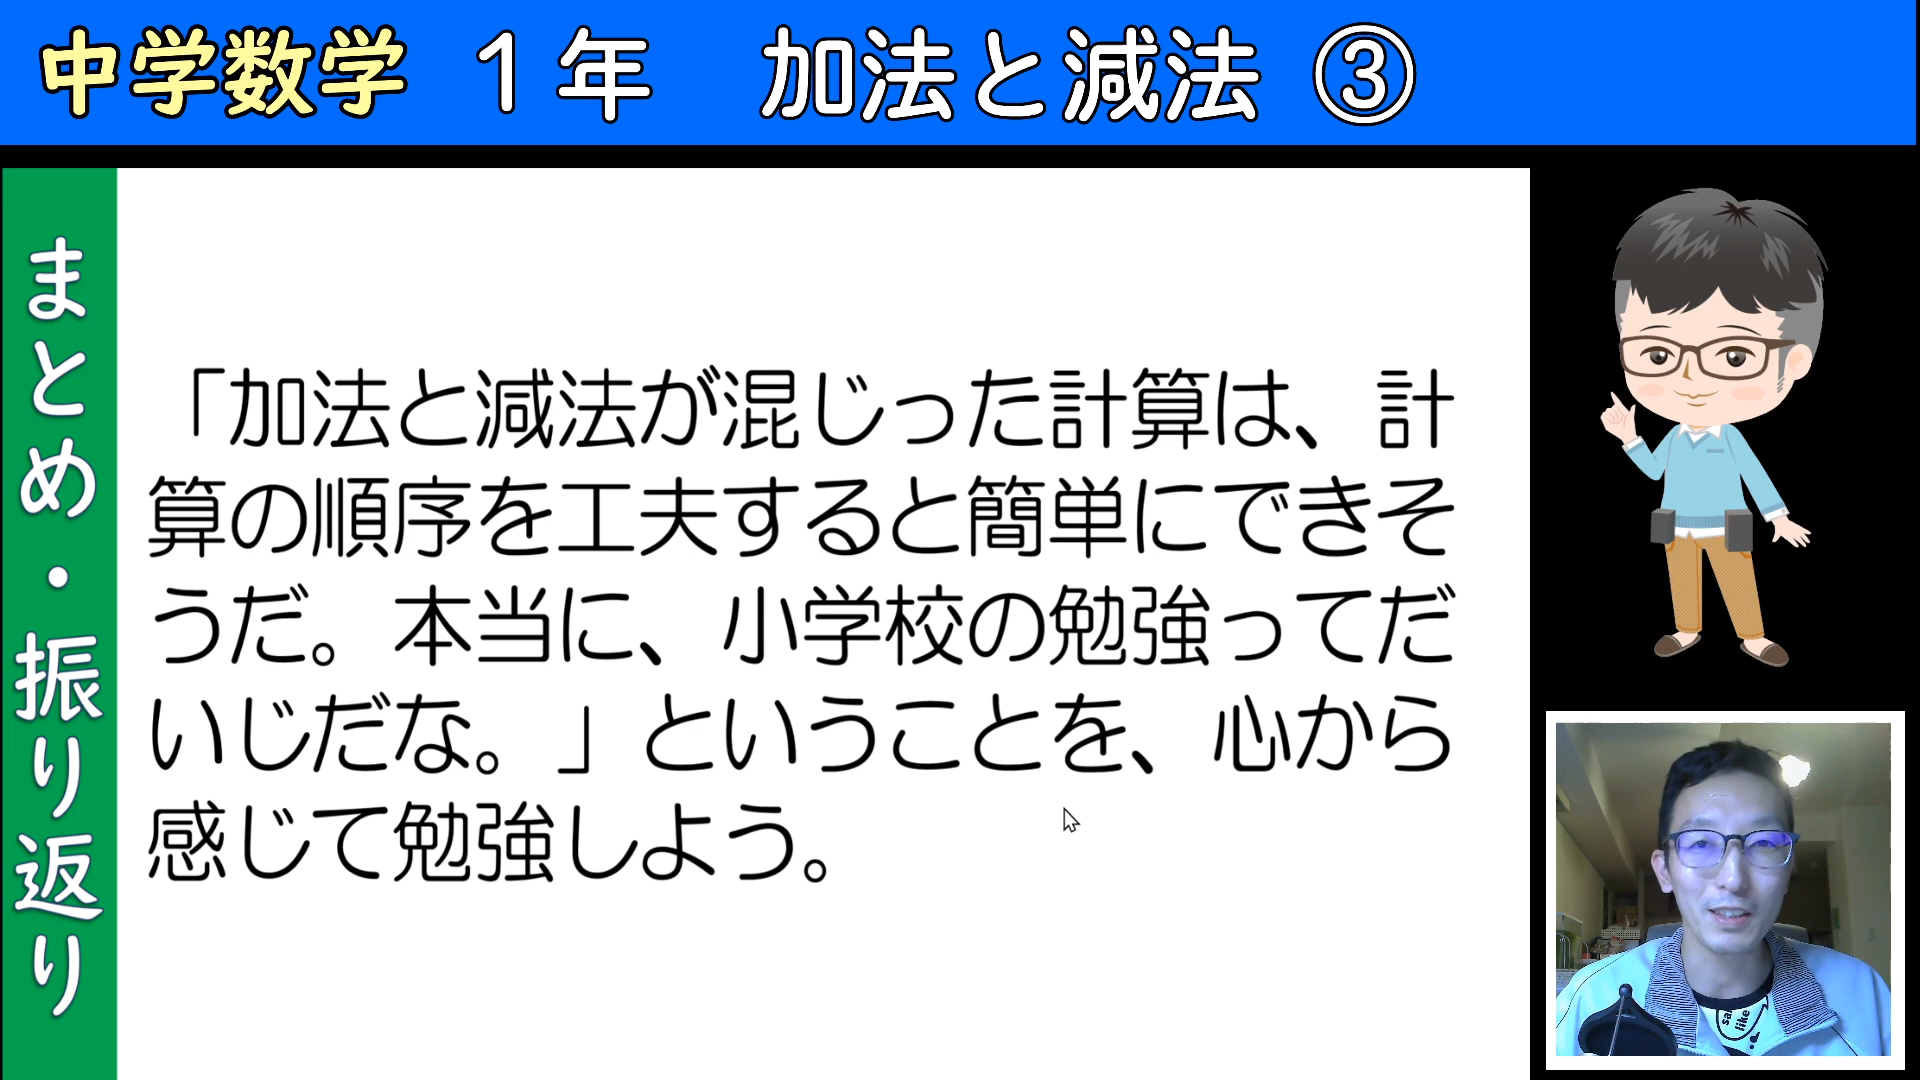 中学数学 1年 加法と減法 ③
まとめ・振り返り
「加法と減法が混じった計算は、計
算の順序を工夫すると簡単にできそ
うだ。本当に、小学校の勉強ってだ
いじだな。」ということを、心から
感じて勉強しよう。
like